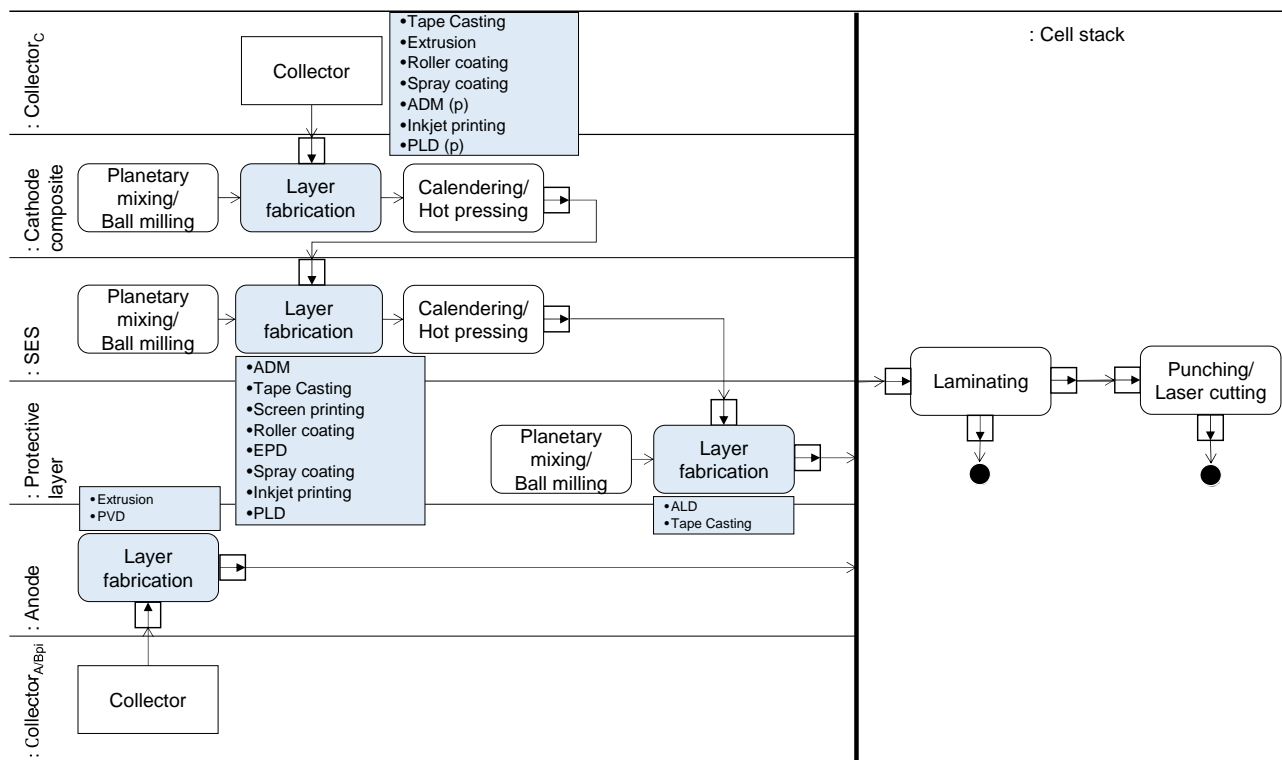 : Collector C
Collector
•Tape Casting
•Extrusion
•Roller coating
•Spray coating
•ADM (p)
•Inkjet printing
•PLD (p)
: Cell stack
: Cathode
composite
Planetary
mixing/
Ball milling
Layer
fabrication
Calendering/
Hot pressing
: SES
Planetary
mixing/
Ball milling
Layer
fabrication
Calendering/
Hot pressing
•ADM
•Tape Casting
•Screen printing
•Roller coating
•EPD
•Spray coating
•Inkjet printing
•PLD
: Protective
layer
Planetary
mixing/
Ball milling
Layer
fabrication
•ALD
•Tape Casting
Laminating
Punching/
Laser cutting
•Extrusion
•PVD
: Anode
Layer
fabrication
: Collector A/Bpi
Collector